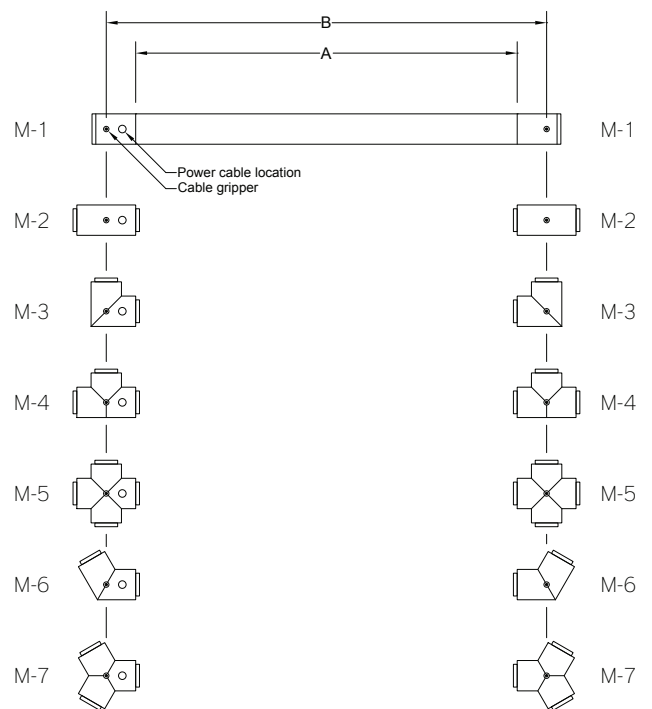 B
A
M-1 M-1
Power cable location
Cable gripper
M-2 M-2
M-3 M-3
M-4 M-4
M-5 M-5
M-6 M-6
M-7 M-7